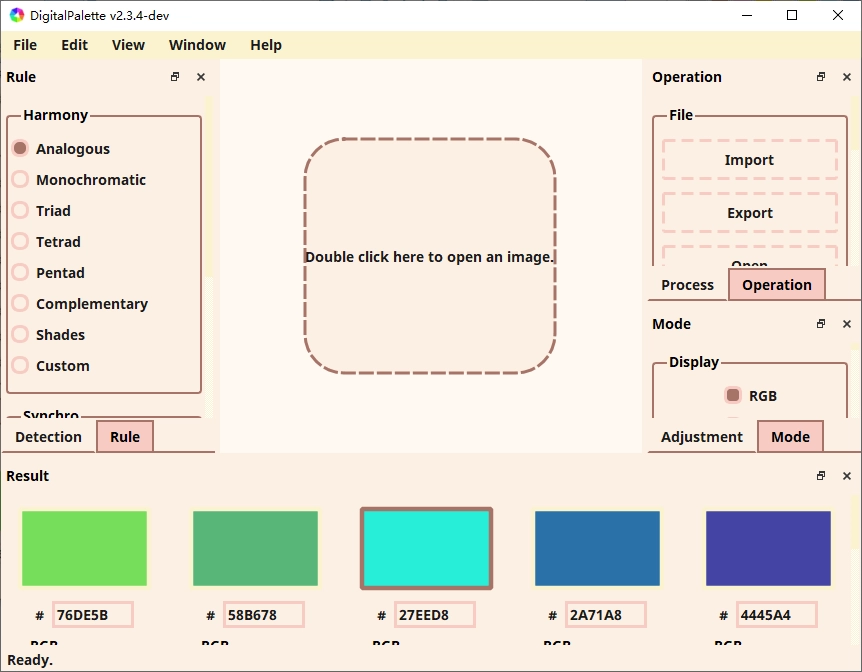 DigitalPalette v2.3.4-dev
File Edit View Window Help
Rule
Harmony
Analogous
Monochromatic
Triad
Tetrad
Pentad
Complementary
Shades
Custom
Synchro
Detection Rule
Double click here to open an image.
Operation
File
Import
Export
Open
Process Operation
Mode
Display
RGB
Adjustment Mode
Result
# 76DE5B # 58B678 # 27EED8 # 2A71A8 # 4445A4
RGB RGB RGB RGB RGB
Ready.